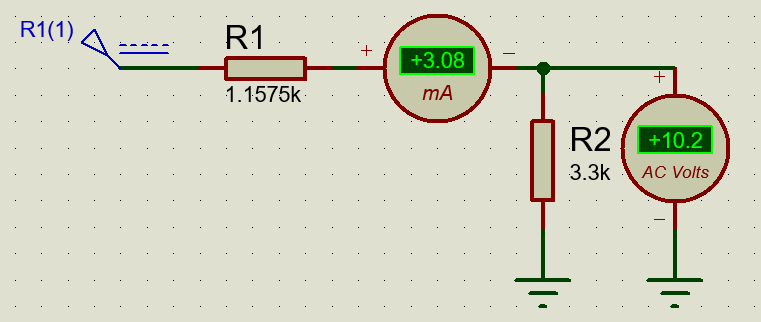 R1(1)
R1
1.1575k
+
+3.08
mA
−
R2
3.3k
+
+10.2
AC Volts
−